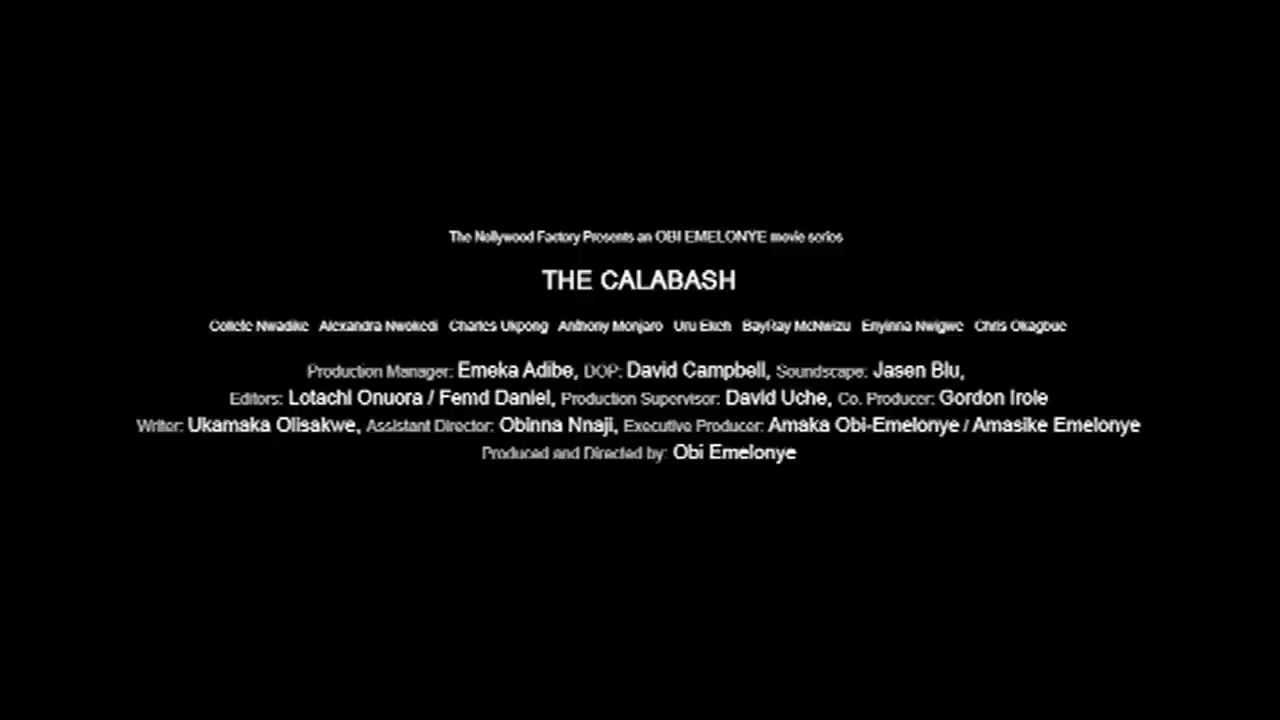 The Nollywood Factory Presents an OBI EMELONYE movie series
THE CALABASH
Collete Nwadike Alexandra Nwokedi Charles Ukpong Anthony Monjaro Uru Ekeh BayRay McNwizu Enyinna Nwigwe Chris Okagbue
Production Manager: Emeka Adibe, DOP: David Campbell, Soundscape: Jasen Blu,
Editors: Lotachi Onuora / Femd Daniel, Production Supervisor: David Uche, Co. Producer: Gordon Irole
Writer: Ukamaka Olisakwe, Assistant Director: Obinna Nnaji, Executive Producer: Amaka Obi-Emelonye / Amasike Emelonye
Produced and Directed by: Obi Emelonye